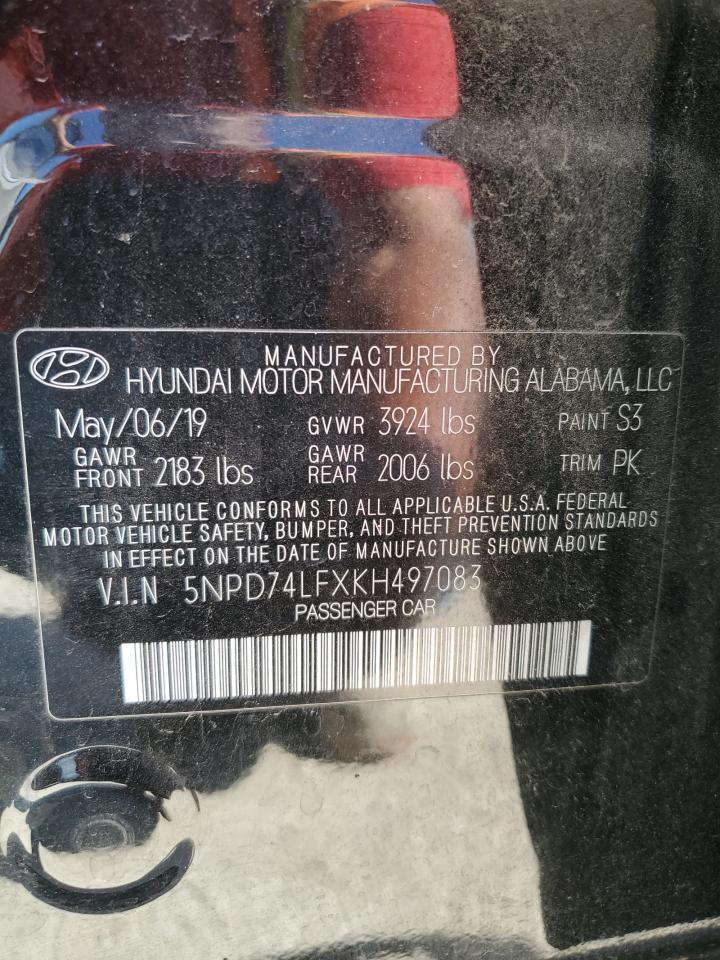 MANUFACTURED BY
HYUNDAI MOTOR MANUFACTURING ALABAMA, LLC
May/06/19 GVWR 3924 lbs PAINT S3
GAWR FRONT 2183 lbs GAWR REAR 2006 lbs TRIM PK
THIS VEHICLE CONFORMS TO ALL APPLICABLE U.S.A. FEDERAL
MOTOR VEHICLE SAFETY, BUMPER, AND THEFT PREVENTION STANDARDS
IN EFFECT ON THE DATE OF MANUFACTURE SHOWN ABOVE
V.I.N 5NPD74LFXKH497083
PASSENGER CAR